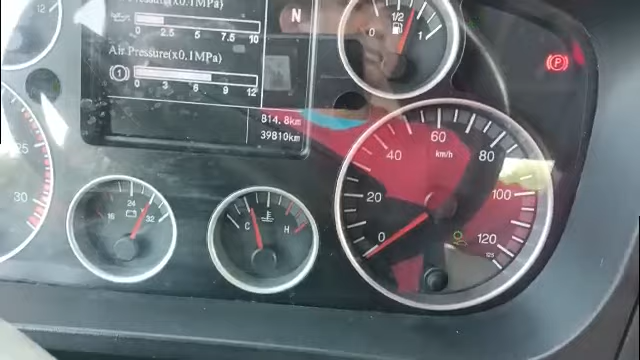 12
(x0.1MPa)
0 2.5 5 7.5 10
Air Pressure(x0.1MPa)
1
0 3 6 9 12
N
814.8km
39810km
0 1/2 1
P
25
30
16 24 32
C H
0 20 40 60 80 100 120 125
km/h